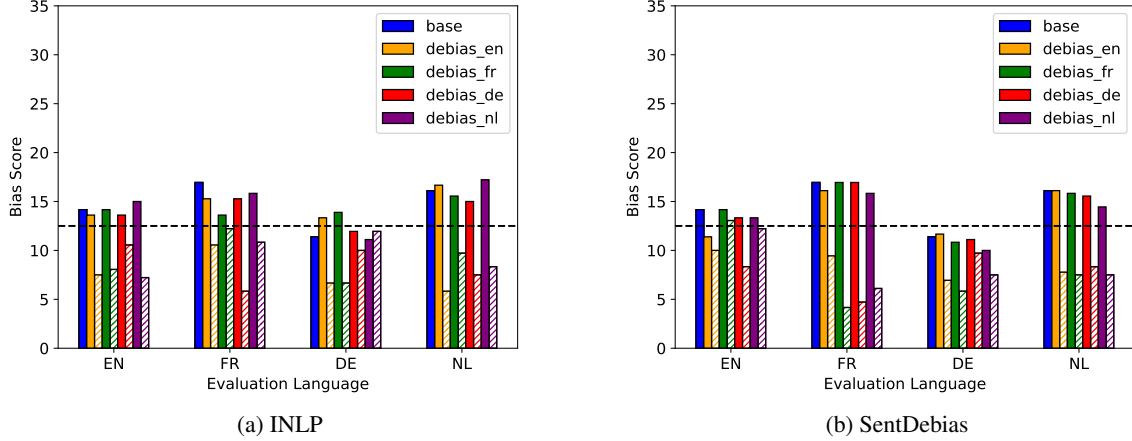 35
30
25
20
15
10
5
0
Bias Score
base
debias_en
debias_fr
debias_de
debias_nl
EN FR DE NL
Evaluation Language
(a) INLP
35
30
25
20
15
10
5
0
Bias Score
base
debias_en
debias_fr
debias_de
debias_nl
EN FR DE NL
Evaluation Language
(b) SentDebias